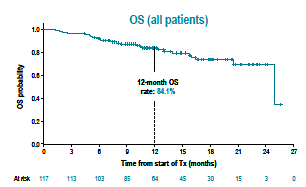 OS (all patients)
1.0
0.8
0.6
0.4
0.2
0.0
OS probability
12-month OS
rate: 84.1%
0 3 6 9 12 15 18 21 24 27
Time from start of Tx (months)
At risk 117 113 103 85 64 45 30 15 3 0